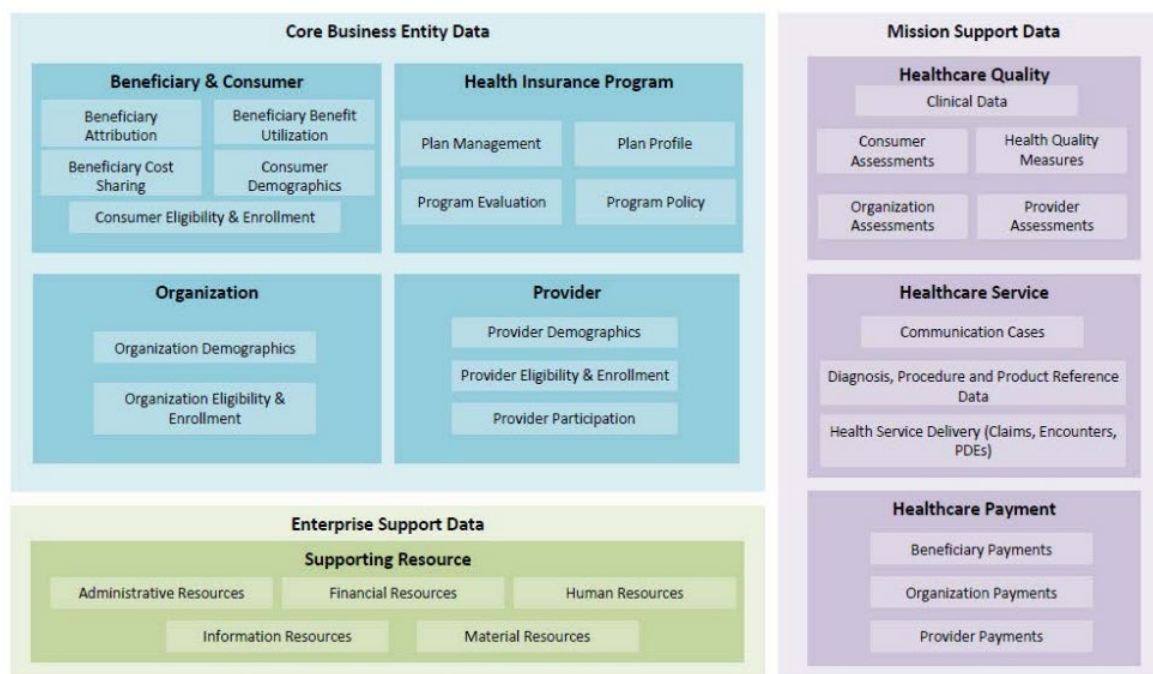 Core Business Entity Data
Beneficiary & Consumer
Beneficiary
Attribution
Beneficiary Benefit
Utilization
Beneficiary Cost
Sharing
Consumer
Demographics
Consumer Eligibility & Enrollment
Health Insurance Program
Plan Management
Plan Profile
Program Evaluation
Program Policy
Organization
Organization Demographics
Organization Eligibility &
Enrollment
Provider
Provider Demographics
Provider Eligibility & Enrollment
Provider Participation
Enterprise Support Data
Supporting Resource
Administrative Resources
Financial Resources
Human Resources
Information Resources
Material Resources
Mission Support Data
Healthcare Quality
Clinical Data
Consumer
Assessments
Health Quality
Measures
Organization
Assessments
Provider
Assessments
Healthcare Service
Communication Cases
Diagnosis, Procedure and Product Reference
Data
Health Service Delivery (Claims, Encounters,
PDEs)
Healthcare Payment
Beneficiary Payments
Organization Payments
Provider Payments